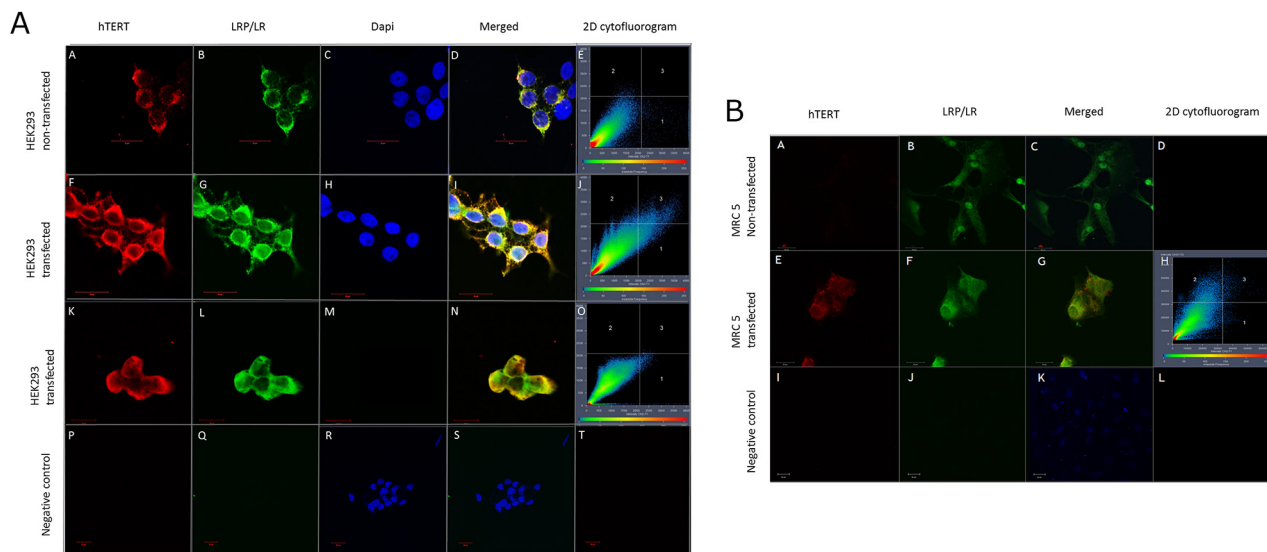 A
hTERT LRP/LR Dapi Merged 2D cytofluorogram
HEK293
non-transfected
A B C D E
2 3
1
HEK293
transfected
F G H I J
2 3
1
HEK293
transfected
K L M N O
2 3
1
Negative control
P Q R S T
B
hTERT LRP/LR Merged 2D cytofluorogram
MRC 5
Non-transfected
A B C D
MRC 5
transfected
E F G H
2 3
1
Negative control
I J K L